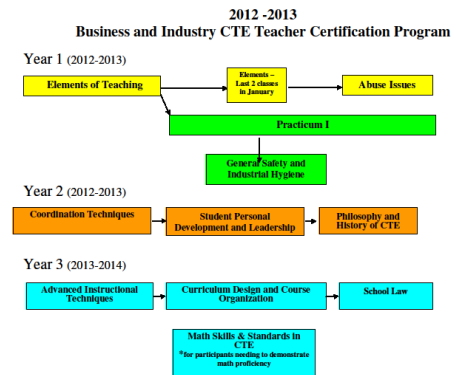 2012 -2013
Business and Industry CTE Teacher Certification Program
Year 1 (2012-2013)
Elements of Teaching
Elements –
Last 2 classes
in January
Abuse Issues
Practicum I
General Safety and
Industrial Hygiene
Year 2 (2012-2013)
Coordination Techniques
Student Personal
Development and Leadership
Philosophy and
History of CTE
Year 3 (2013-2014)
Advanced Instructional
Techniques
Curriculum Design and Course
Organization
School Law
Math Skills & Standards in
CTE
*for participants needing to demonstrate
math proficiency